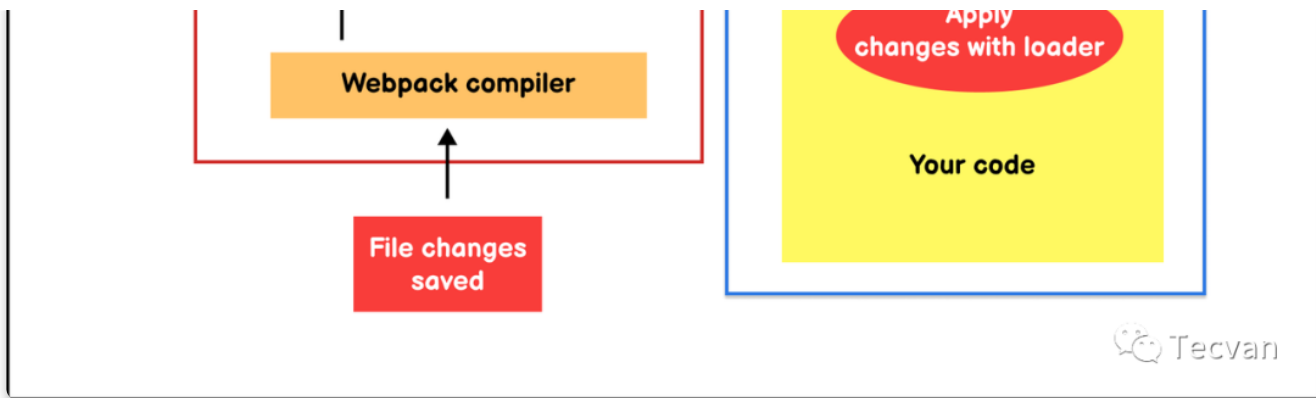 Apply
changes with loader
Webpack compiler
Your code
File changes
saved
Tecvan